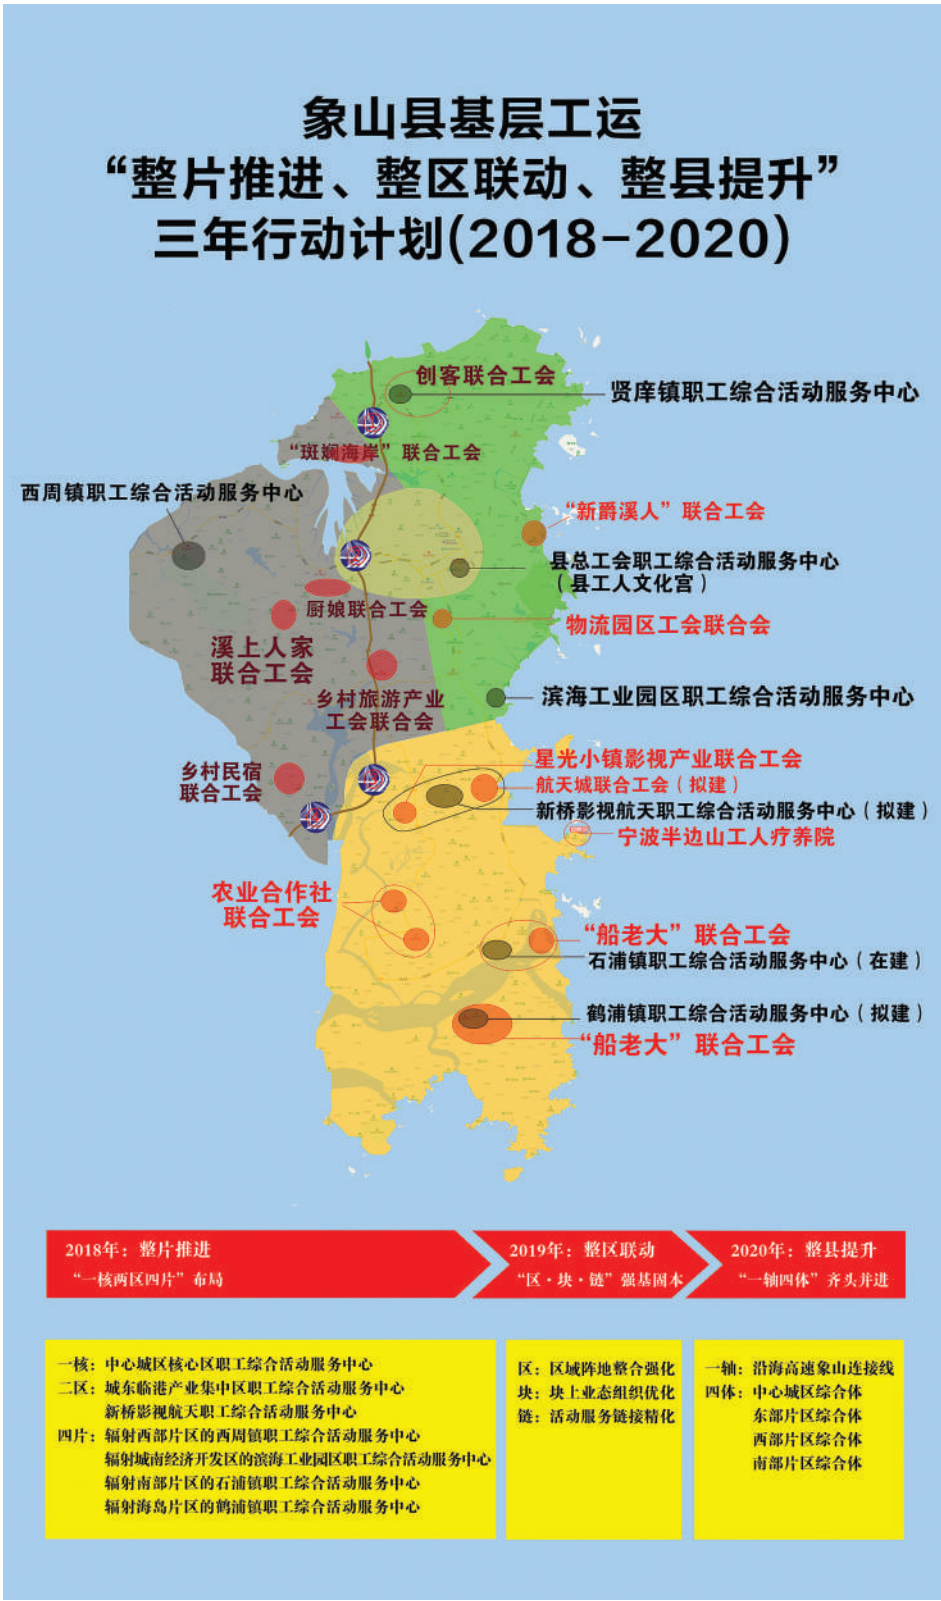 象山县基层工运
“整片推进、整区联动、整县提升”
三年行动计划(2018-2020)
创客联合工会
贤庠镇职工综合活动服务中心
“斑斓海岸”联合工会
西周镇职工综合活动服务中心
“新爵溪人”联合工会
县总工会职工综合活动服务中心
（县工人文化宫）
厨娘联合工会
物流园区工会联合会
溪上人家
联合工会
滨海工业园区职工综合活动服务中心
乡村旅游产业
工会联合会
星光小镇影视产业联合工会
乡村民宿
联合工会
航天城联合工会（拟建）
新桥影视航天职工综合活动服务中心（拟建）
宁波半边山工人疗养院
农业合作社
联合工会
“船老大”联合工会
石浦镇职工综合活动服务中心（在建）
鹤浦镇职工综合活动服务中心（拟建）
“船老大”联合工会
2018年：整片推进
“一核两区四片”布局
2019年：整区联动
“区·块·链”强基固本
2020年：整县提升
“一轴四体”齐头并进
一核：中心城区核心区职工综合活动服务中心
二区：城东临港产业集中区职工综合活动服务中心
新桥影视航天职工综合活动服务中心
四片：辐射西部片区的西周镇职工综合活动服务中心
辐射城南经济开发区的滨海工业园区职工综合活动服务中心
辐射南部片区的石浦镇职工综合活动服务中心
辐射海岛片区的鹤浦镇职工综合活动服务中心
区：区域阵地整合强化
块：块上业态组织优化
链：活动服务链接精化
一轴：沿海高速象山连接线
四体：中心城区综合体
东部片区综合体
西部片区综合体
南部片区综合体